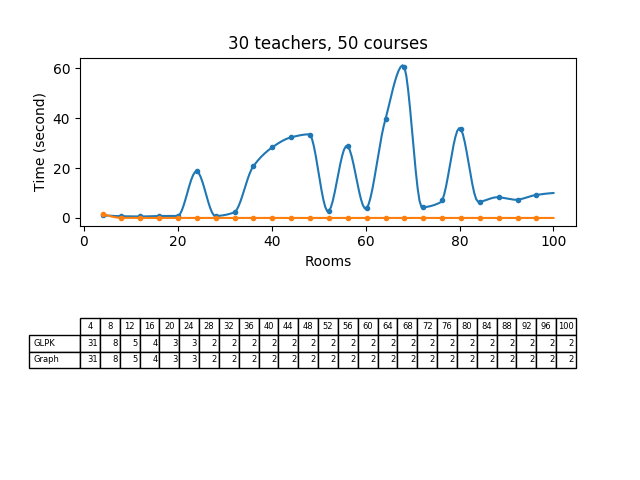 30 teachers, 50 courses
Time (second)
60
40
20
0
0 20 40 60 80 100
Rooms
4 8 12 16 20 24 28 32 36 40 44 48 52 56 60 64 68 72 76 80 84 88 92 96 100
GLPK 31 8 5 4 3 3 2 2 2 2 2 2 2 2 2 2 2 2 2 2 2 2 2 2 2
Graph 31 8 5 4 3 3 2 2 2 2 2 2 2 2 2 2 2 2 2 2 2 2 2 2 2